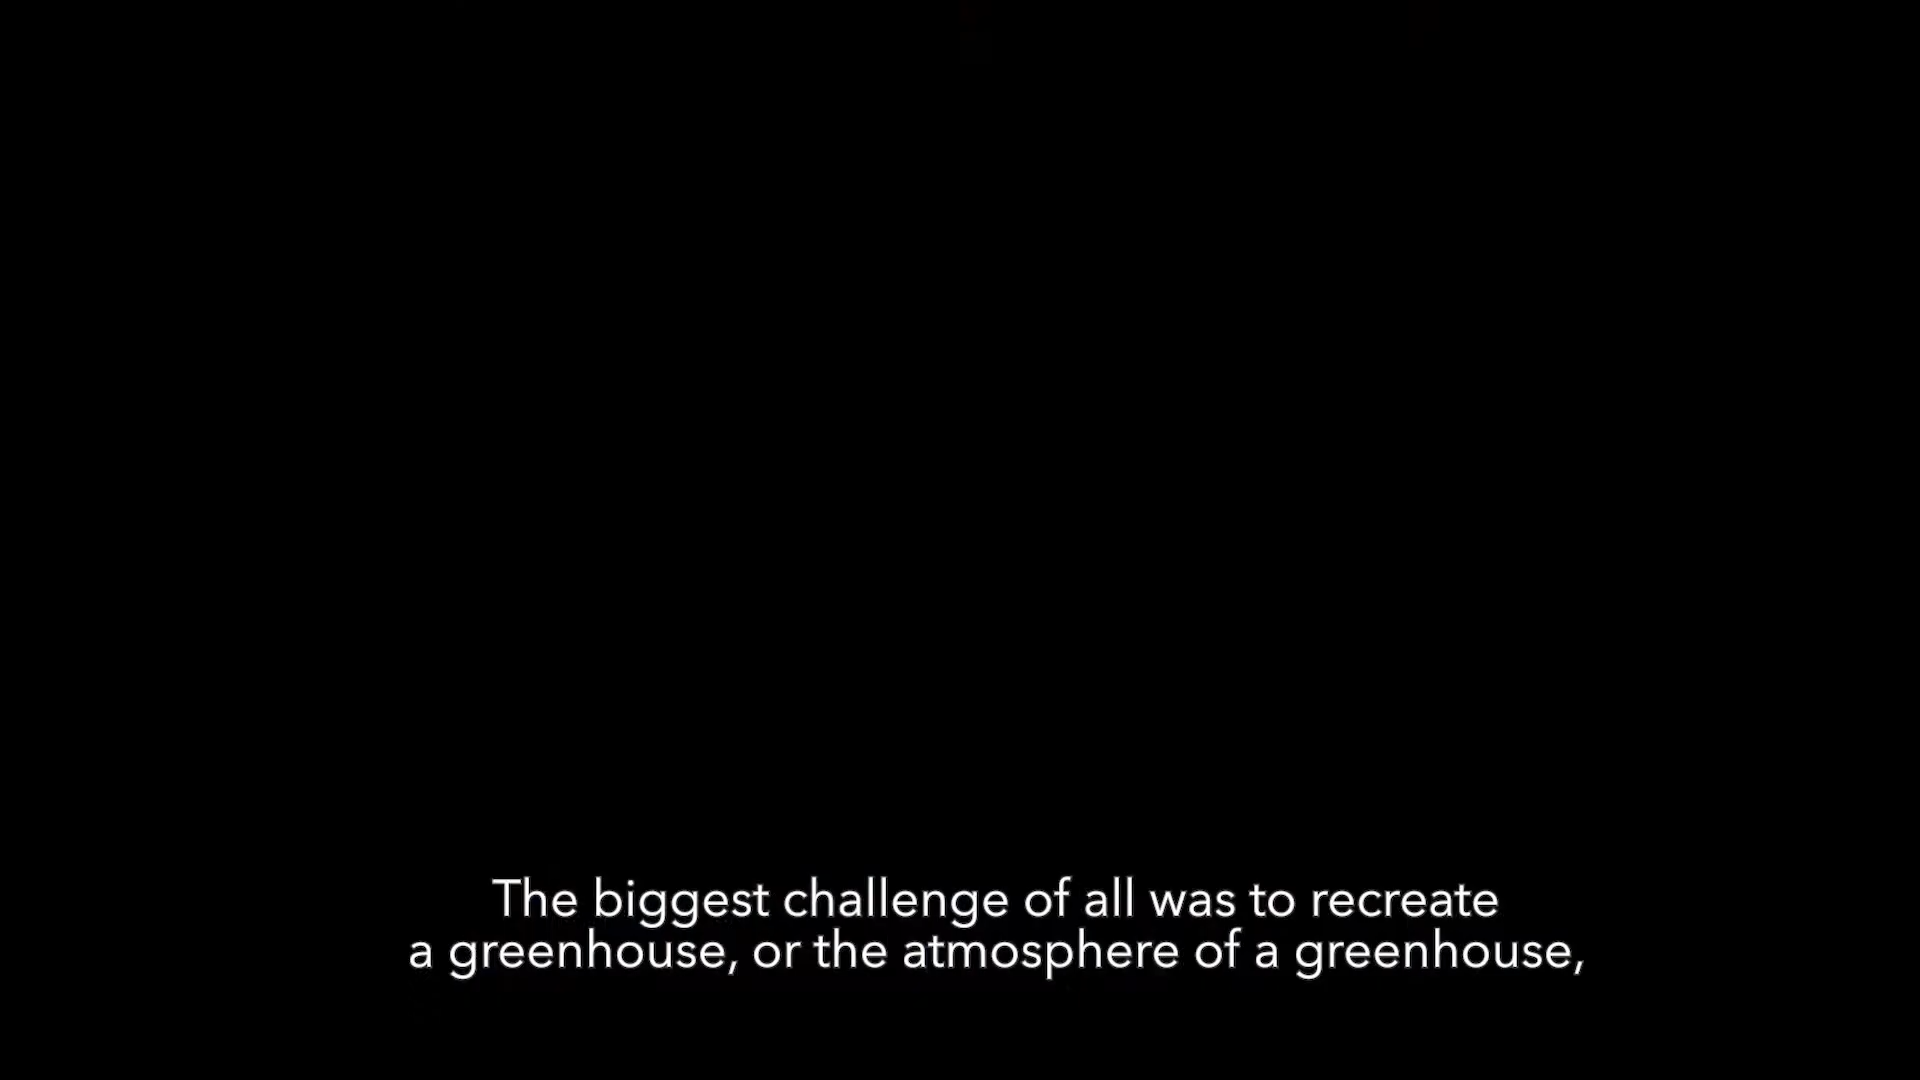 The biggest challenge of all was to recreate
a greenhouse, or the atmosphere of a greenhouse,